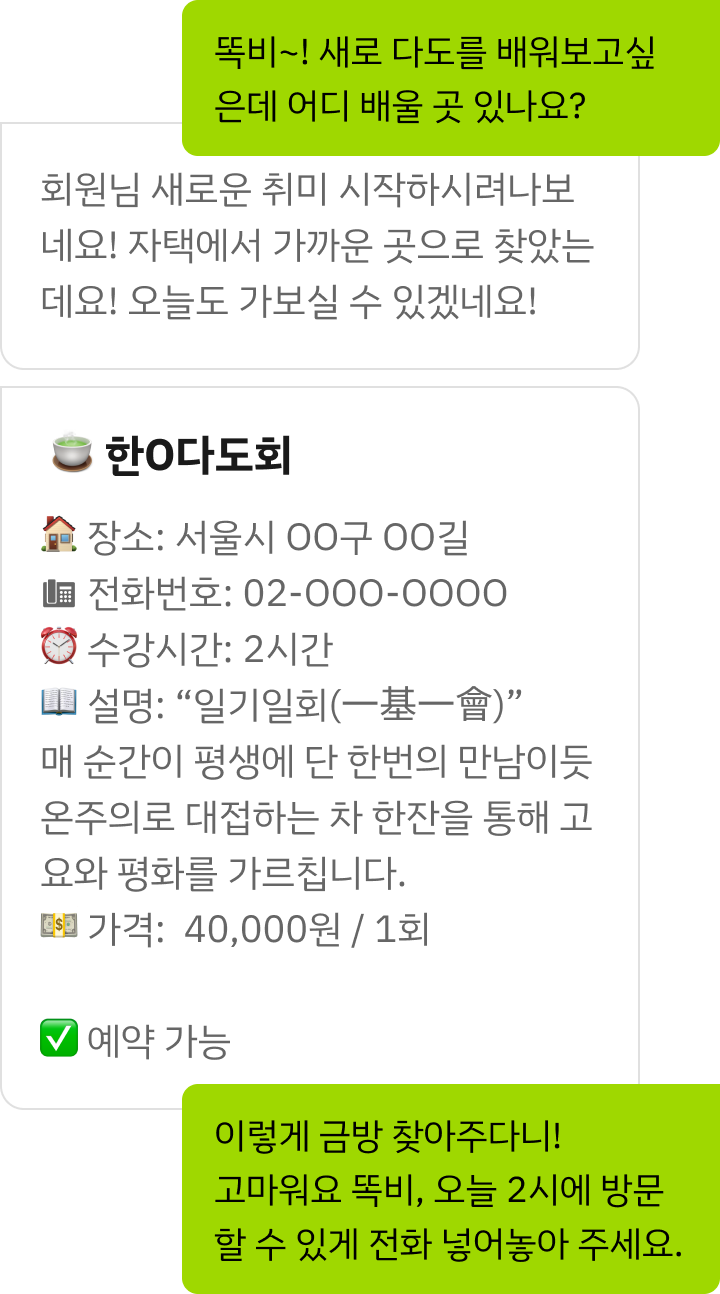 똑비~! 새로 다도를 배워보고싶
은데 어디 배울 곳 있나요?
회원님 새로운 취미 시작하시려나보
네요! 자택에서 가까운 곳으로 찾았는
데요! 오늘도 가보실 수 있겠네요!
🍵 한O다도회
🏠 장소: 서울시 OO구 OO길
📠 전화번호: 02-OOO-OOOO
⏰ 수강시간: 2시간
📖 설명: “일기일회(一基一會)”
매 순간이 평생에 단 한번의 만남이듯
온주의로 대접하는 차 한잔을 통해 고
요와 평화를 가르칩니다.
💵 가격: 40,000원 / 1회
✅ 예약 가능
이렇게 금방 찾아주다니!
고마워요 똑비, 오늘 2시에 방문
할 수 있게 전화 넣어놓아 주세요.